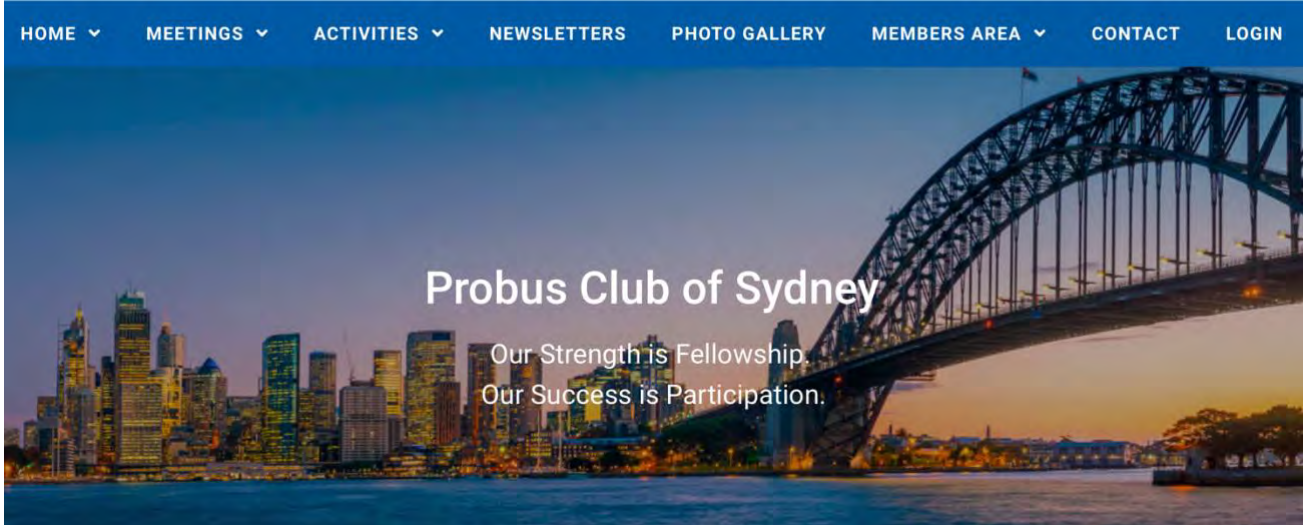 HOME MEETINGS ACTIVITIES NEWSLETTERS PHOTO GALLERY MEMBERS AREA CONTACT LOGIN
Probus Club of Sydney
Our Strength is Fellowship.
Our Success is Participation.